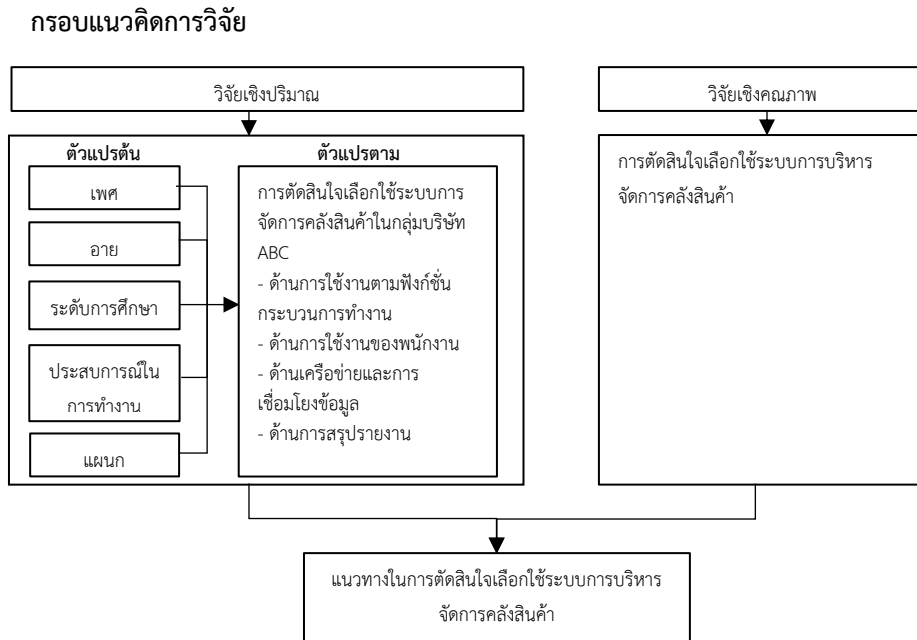 กรอบแนวคิดการวิจัย
วิจัยเชิงปริมาณ
วิจัยเชิงคณภาพ
ตัวแปรต้น
ตัวแปรตาม
เพศ
อาย
ระดับการศึกษา
ประสบการณ์ใน
การทำงาน
แผนก
การตัดสินใจเลือกใช้ระบบการ
จัดการคลังสินค้าในกลุ่มบริษัท
ABC
- ด้านการใช้งานตามฟังก์ชั่น
กระบวนการทำงาน
- ด้านการใช้งานของพนักงาน
- ด้านเครือข่ายและการ
เชื่อมโยงข้อมูล
- ด้านการสรุปรายงาน
การตัดสินใจเลือกใช้ระบบการบริหาร
จัดการคลังสินค้า
แนวทางในการตัดสินใจเลือกใช้ระบบการบริหาร
จัดการคลังสินค้า